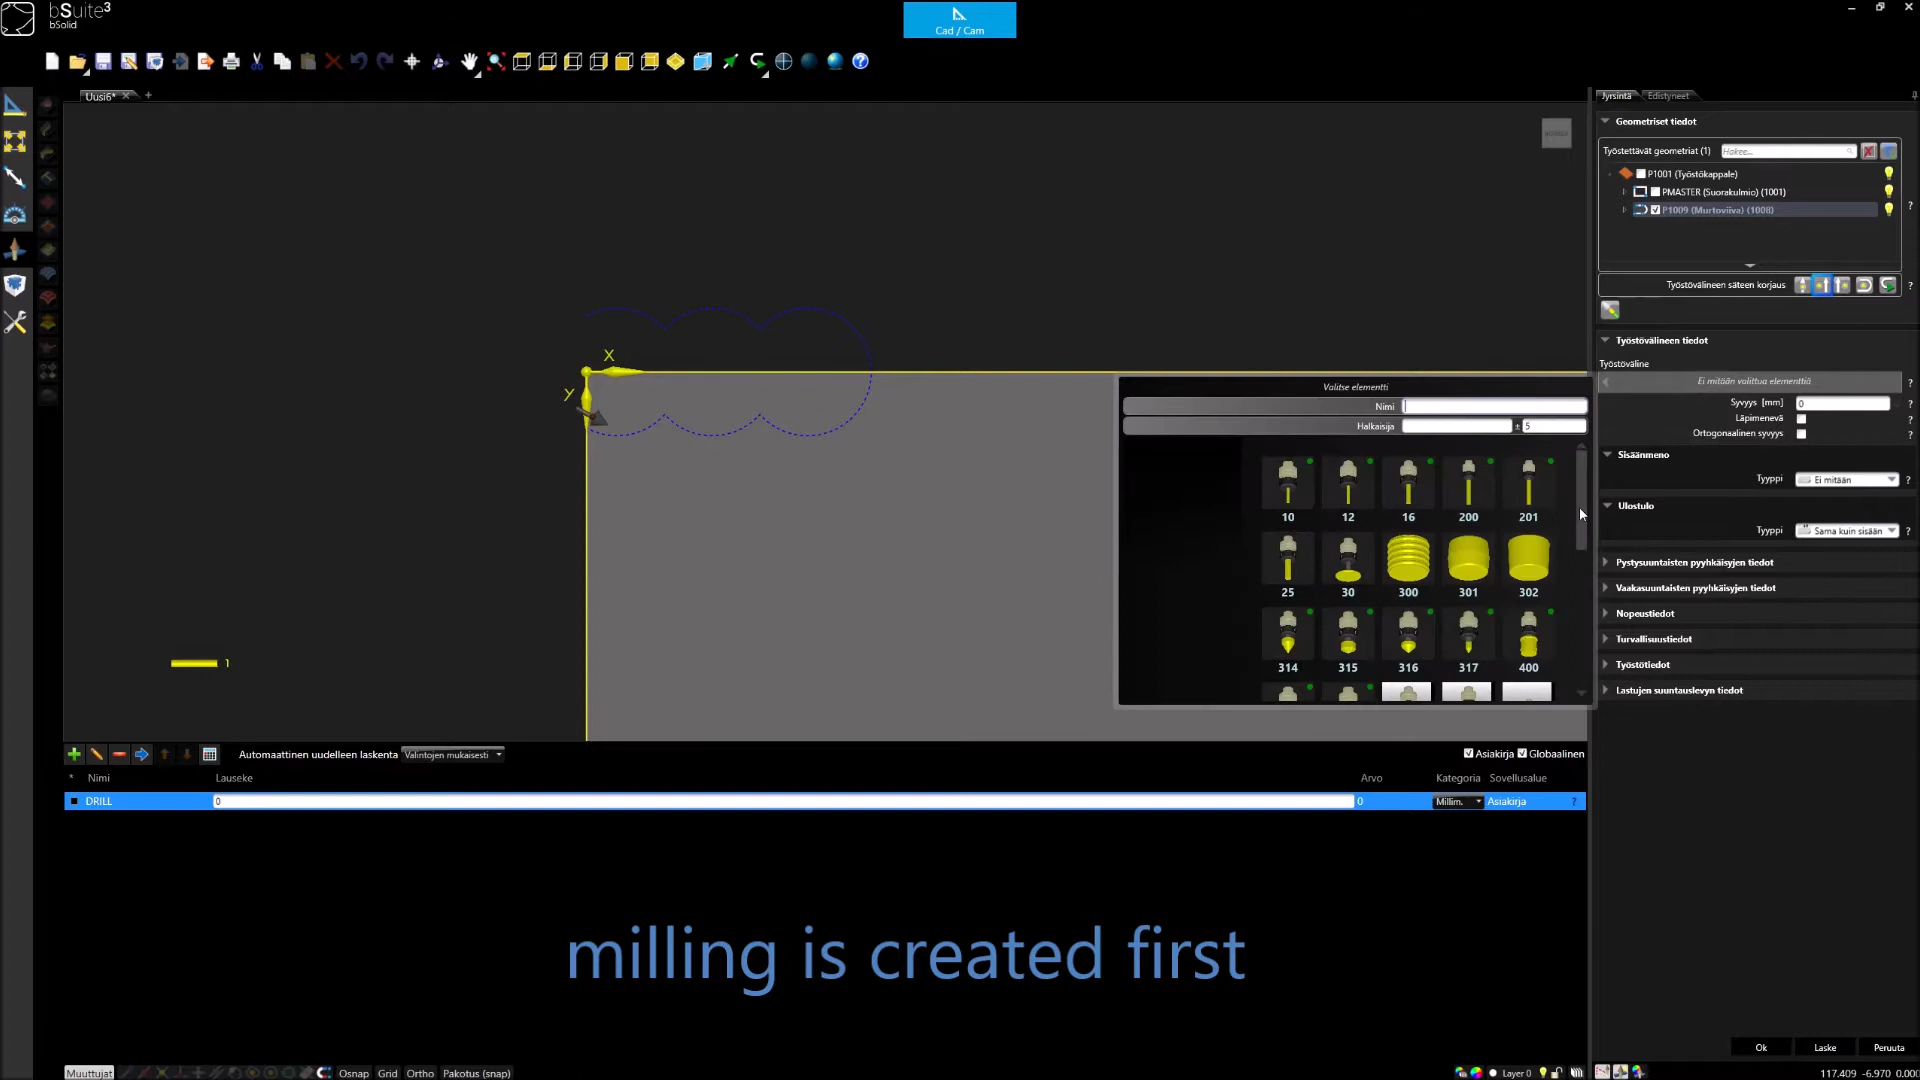 bSuite³
bSolid
Cad / Cam
Uusi6*
X
Y
1
Jyrsintä
Edistyneet
Geometriset tiedot
Työstettävät geometriat (1)
Hakee...
P1001 (Työstökappale)
PMASTER (Suorakulmio) (1001)
P1009 (Murtoviiva) (1008)
Työstövälineen säteen korjaus
Työstövälineen tiedot
Työstöväline
Ei mitään valittua elementtiä
Syvyys [mm] 0
Läpimenevä
Ortogonaalinen syvyys
Sisäänmeno
Tyyppi Ei mitään
Ulostulo
Tyyppi Sama kuin sisään
Pystysuuntaisten pyyhkäisyjen tiedot
Vaakasuuntaisten pyyhkäisyjen tiedot
Nopeustiedot
Turvallisuustiedot
Työstötiedot
Lastujen suuntauslevyn tiedot
Valitse elementti
Nimi
Halkaisija ± 5
10 12 16 200 201
25 30 300 301 302
314 315 316 317 400
Automaattinen uudelleen laskenta Valintojen mukaisesti
Asiakirja Globaalinen
* Nimi Lauseke Arvo Kategoria Sovellusalue
DRILL 0 0 Millim. Asiakirja ?
milling is created first
Ok Laske Peruuta
Muuttujat Osnap Grid Ortho Pakotus (snap)
Layer 0
117.409 -6.970 0.000